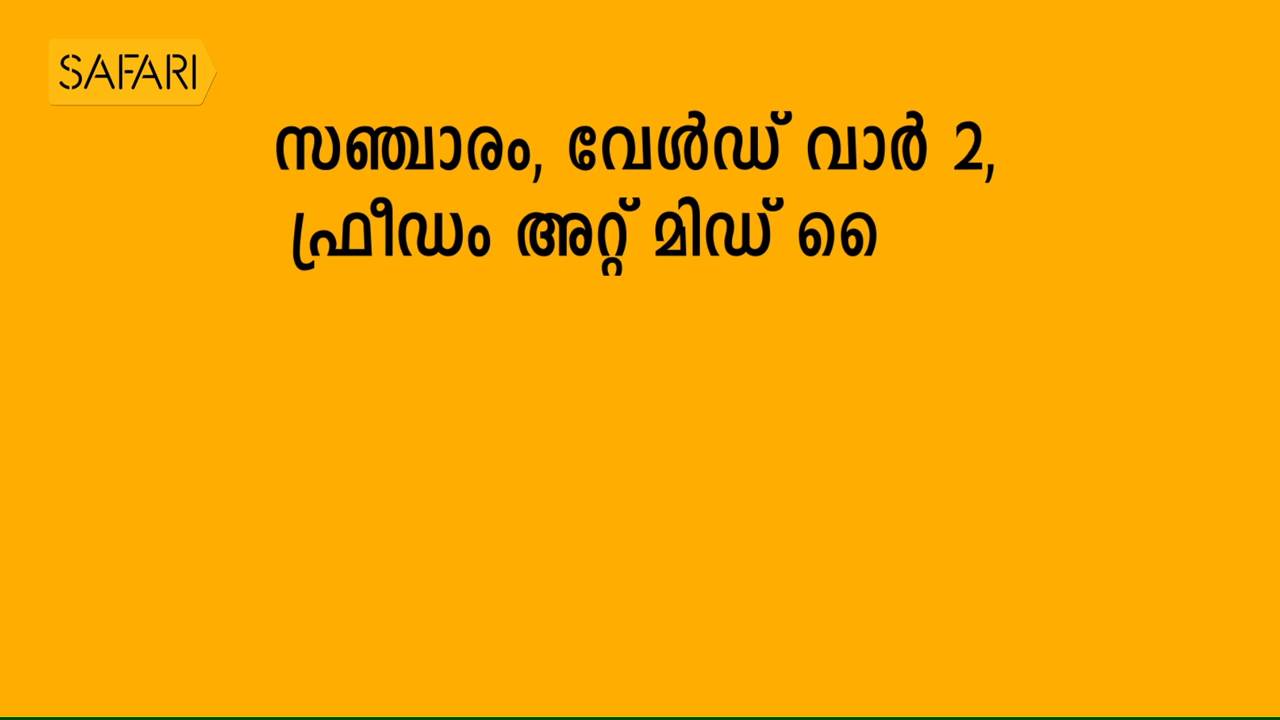 SAFARI
സഞ്ചാരം, വേൾഡ് വാർ 2,
ഫ്രീഡം അറ്റ് മിഡ് നൈ